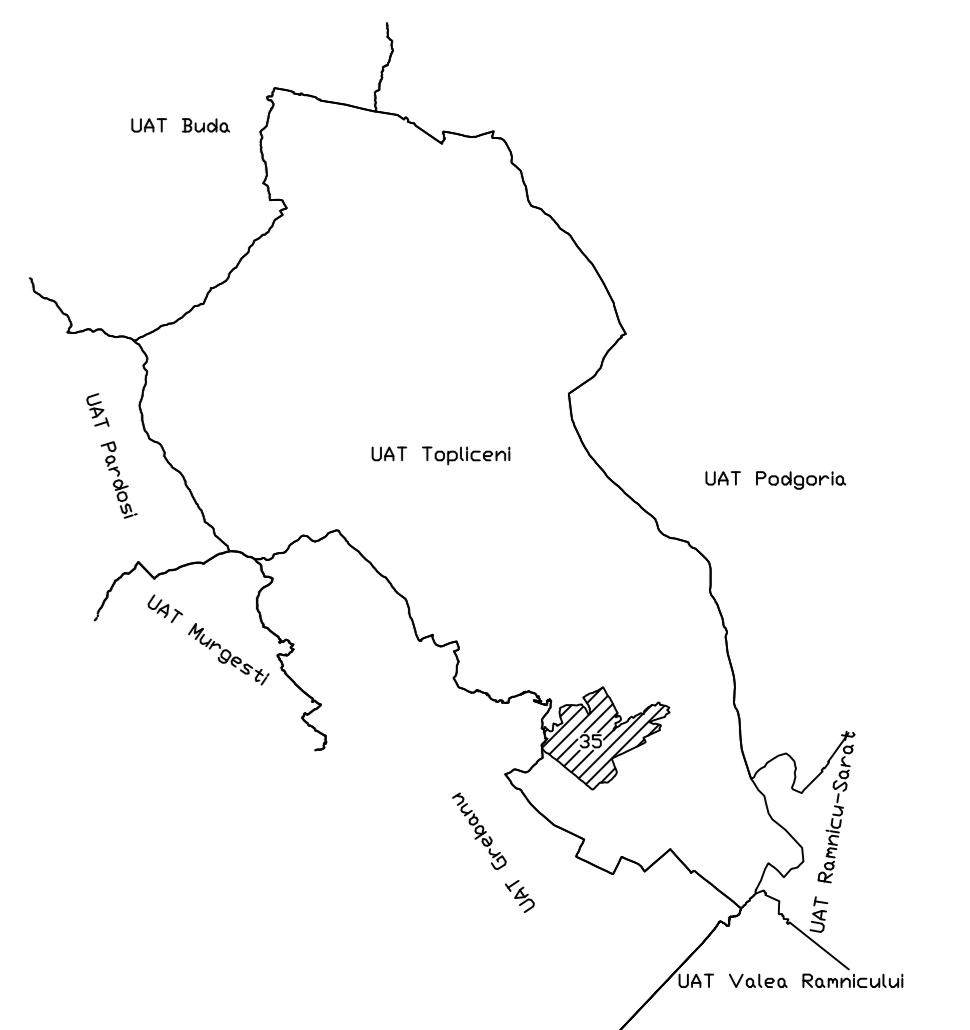 UAT Buda
UAT Pardosi
UAT Topliceni
UAT Podgoria
UAT Murgesti
35
UAT Grebanu
UAT Ramnicu-Sarat
UAT Valea Ramnicului